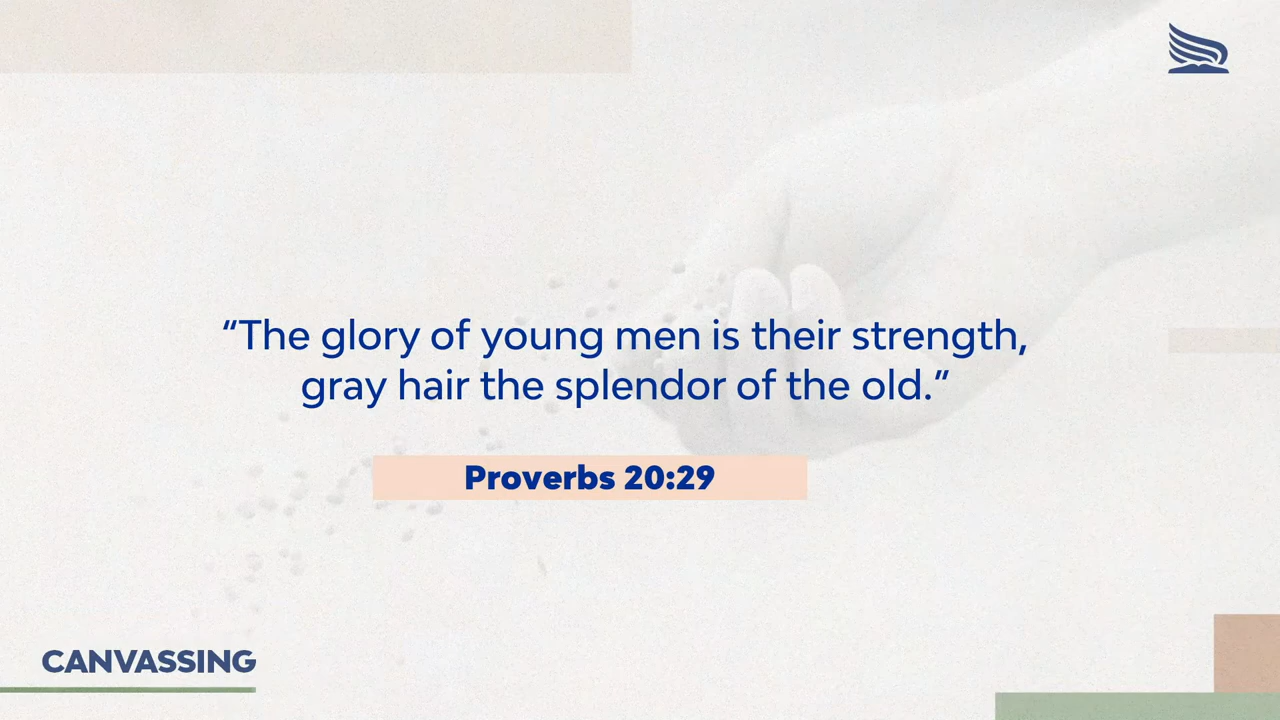 “The glory of young men is their strength,
gray hair the splendor of the old.”
Proverbs 20:29
CANVASSING